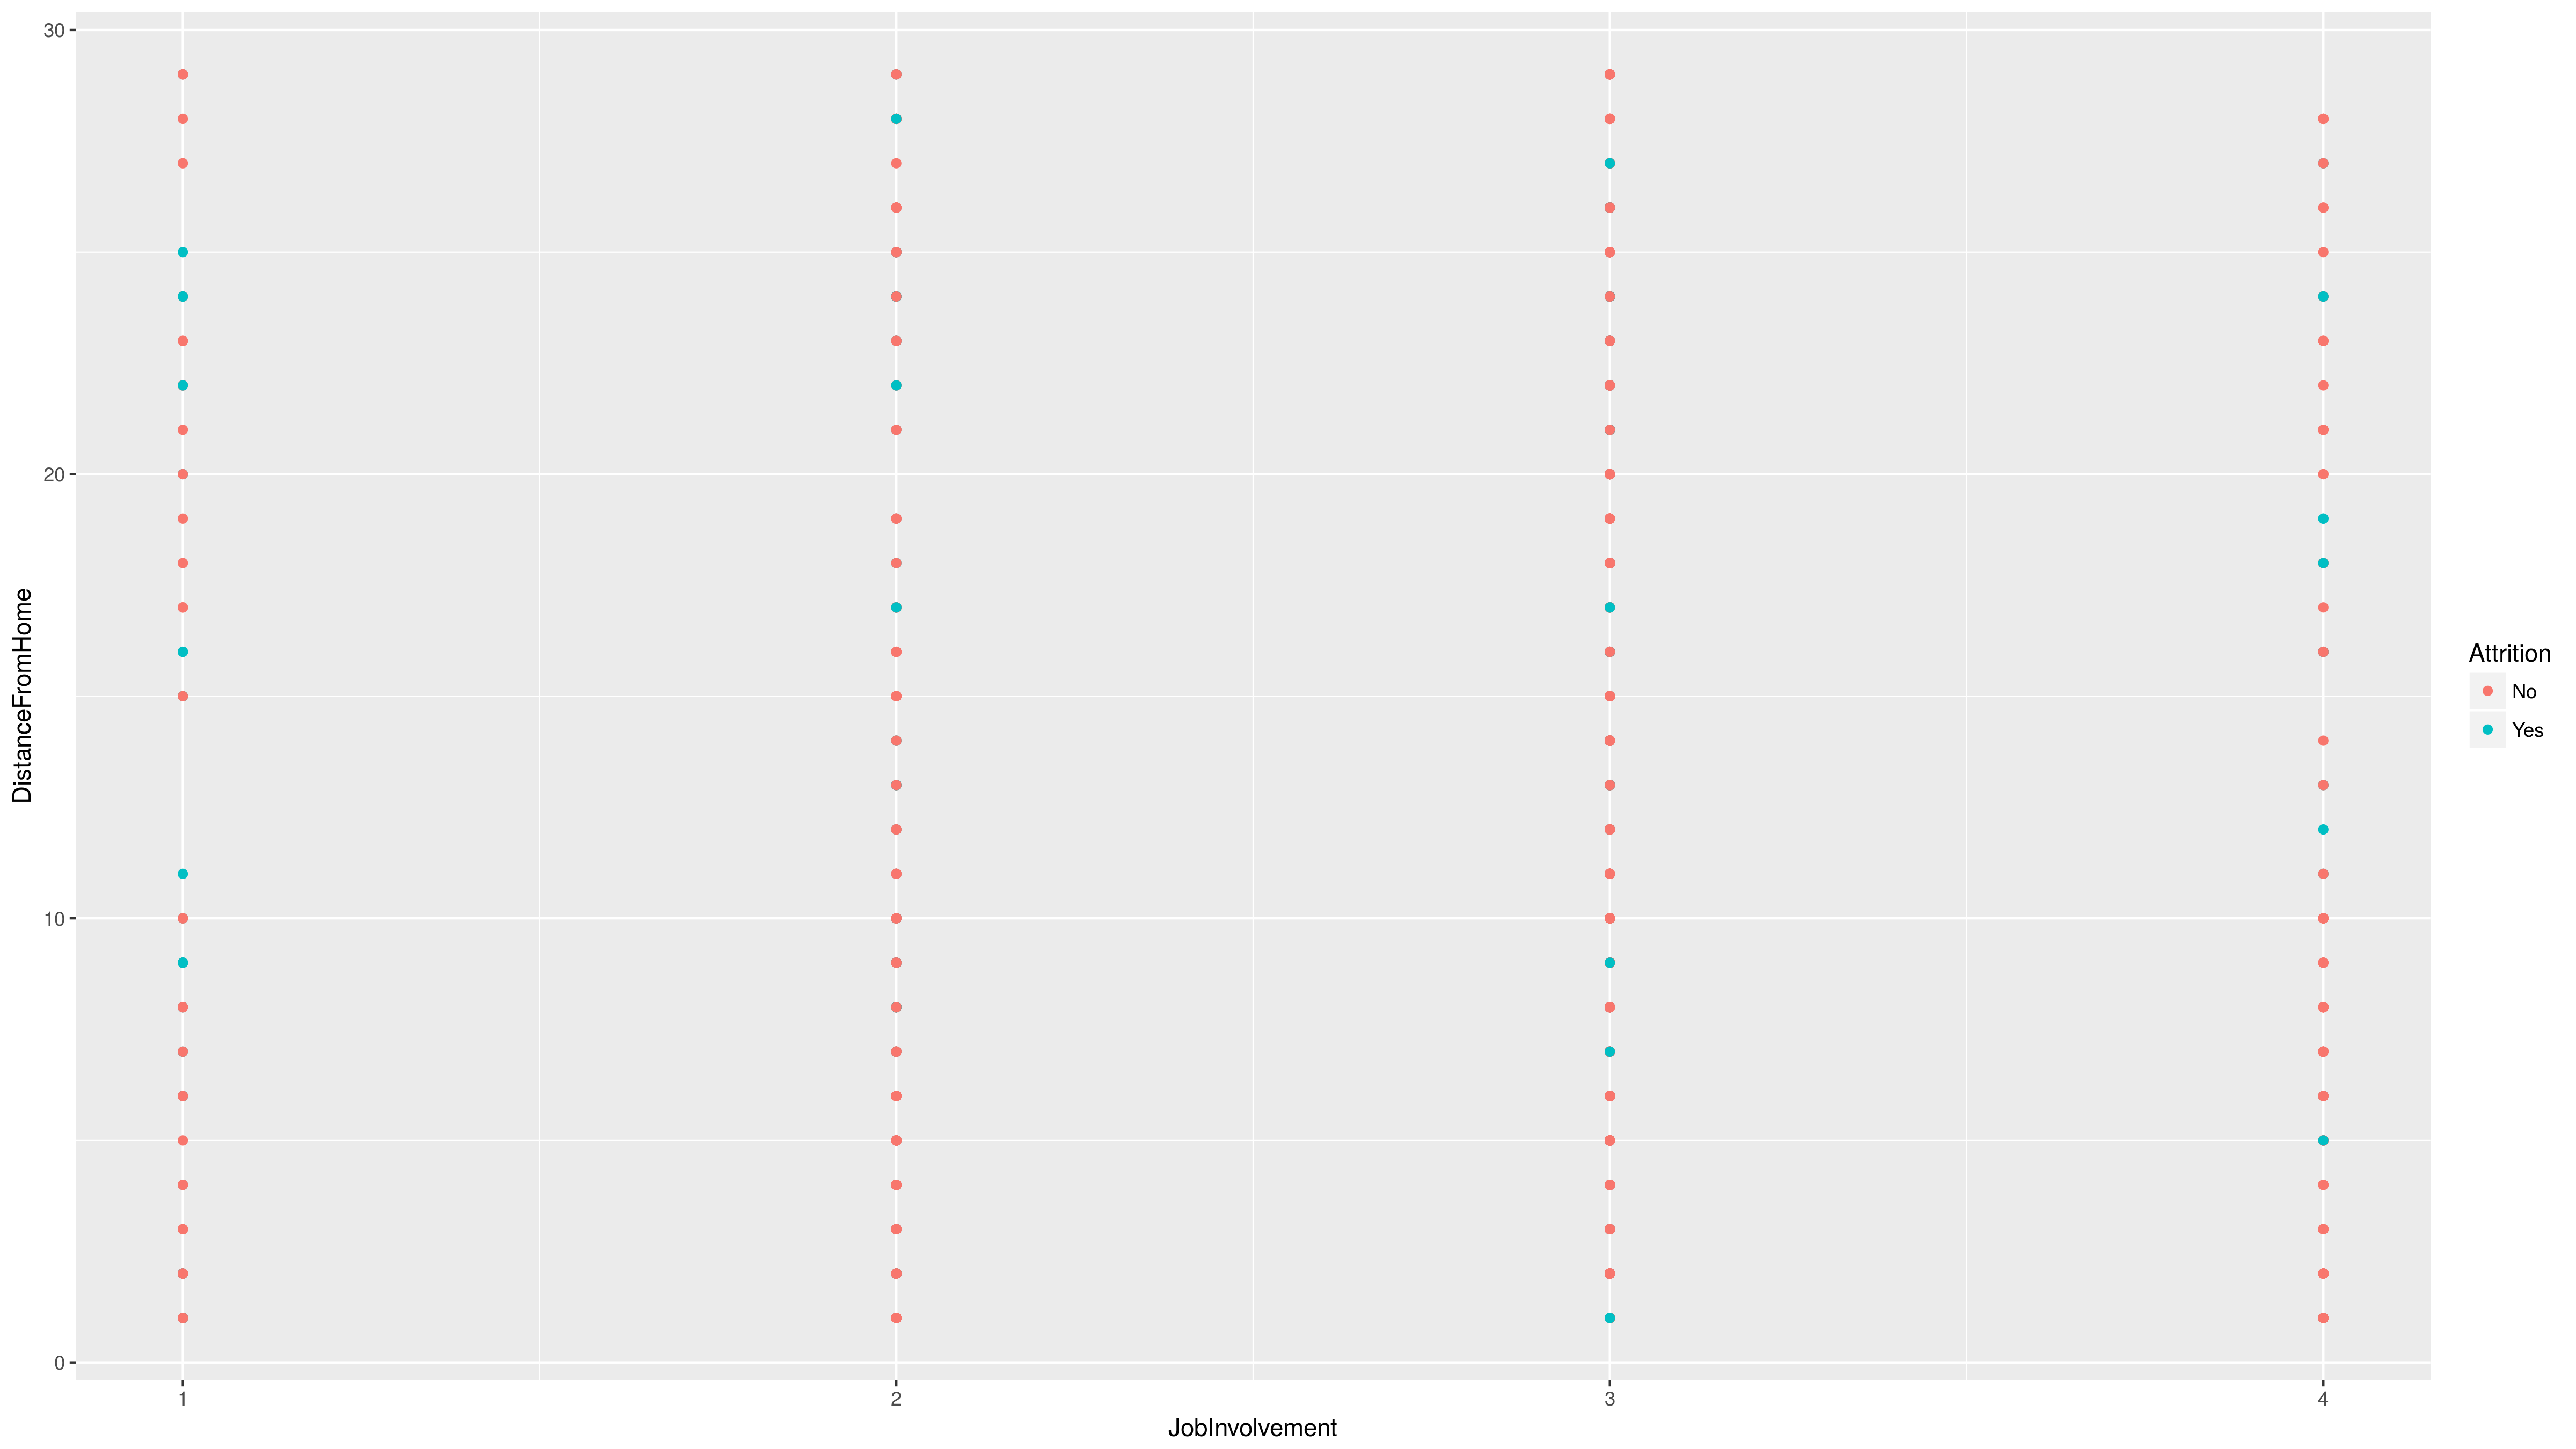 30
20
10
0
DistanceFromHome
1
2
3
4
JobInvolvement
Attrition
No
Yes